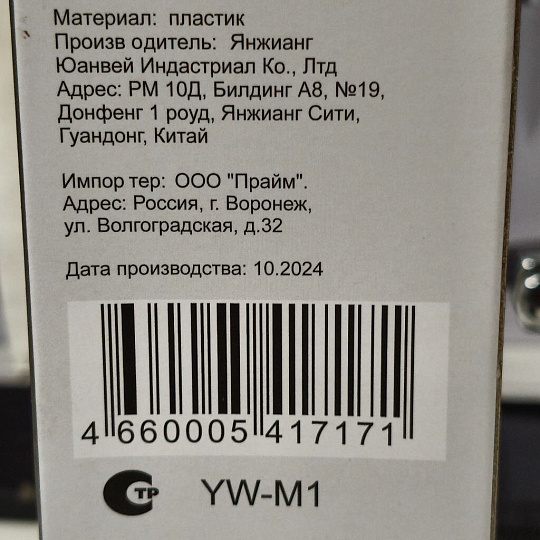 Материал: пластик
Произв одитель: Янжианг
Юанвей Индастриал Ко., Лтд
Адрес: РМ 10Д, Билдинг А8, №19,
Донфенг 1 роуд, Янжианг Сити,
Гуандонг, Китай
Импор тер: ООО "Прайм".
Адрес: Россия, г. Воронеж,
ул. Волгоградская, д.32
Дата производства: 10.2024
4 660005 417171
СТР YW-M1